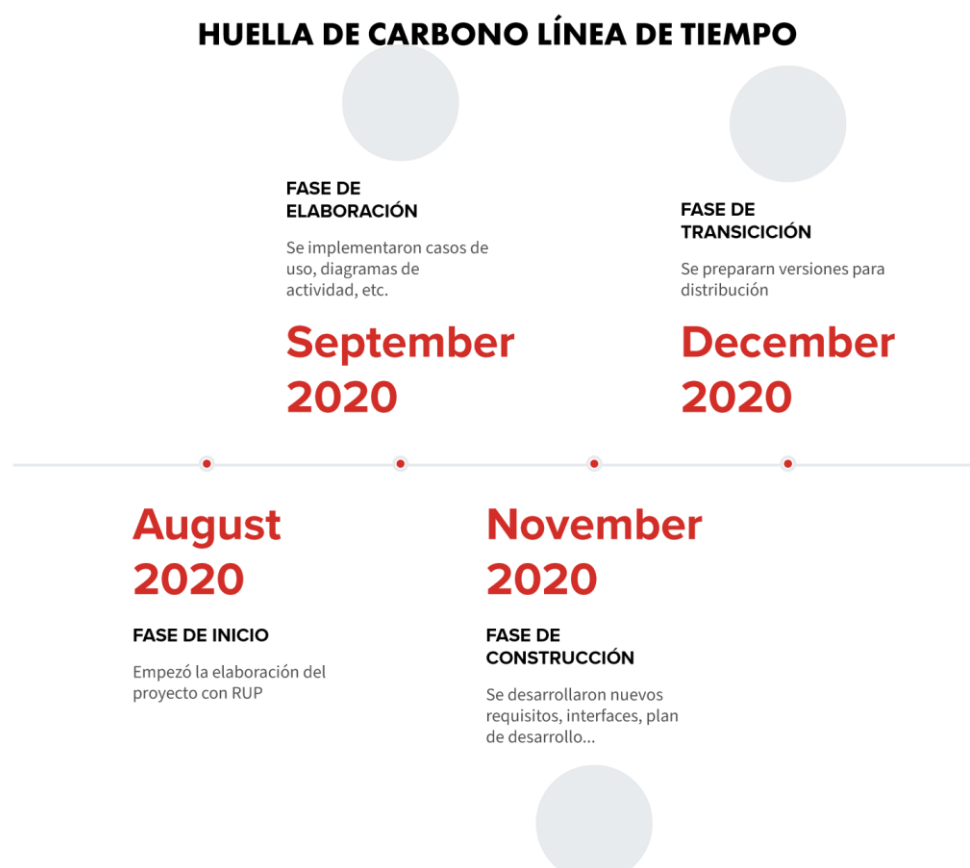 HUELLA DE CARBONO LÍNEA DE TIEMPO
FASE DE
ELABORACIÓN
Se implementaron casos de
uso, diagramas de
actividad, etc.
September
2020
FASE DE
TRANSICICIÓN
Se prepararn versiones para
distribución
December
2020
August
2020
FASE DE INICIO
Empezó la elaboración del
proyecto con RUP
November
2020
FASE DE
CONSTRUCCIÓN
Se desarrollaron nuevos
requisitos, interfaces, plan
de desarrollo...